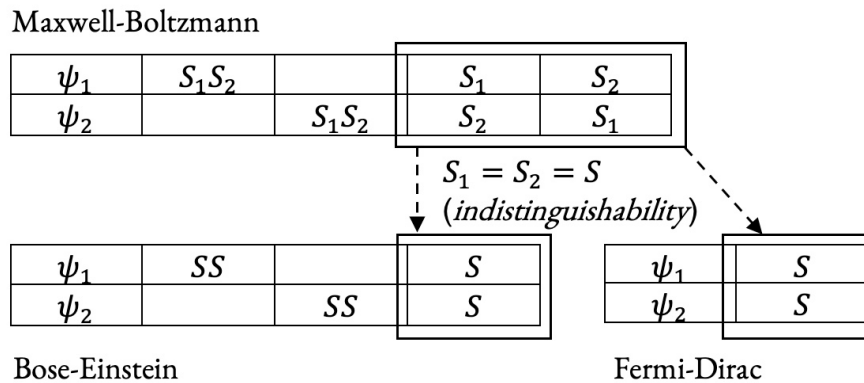 Maxwell-Boltzmann
ψ₁ S₁S₂ S₁ S₂
ψ₂ S₁S₂ S₂ S₁
S₁ = S₂ = S
(indistinguishability)
ψ₁ SS S
ψ₂ SS S
ψ₁ S
ψ₂ S
Bose-Einstein
Fermi-Dirac